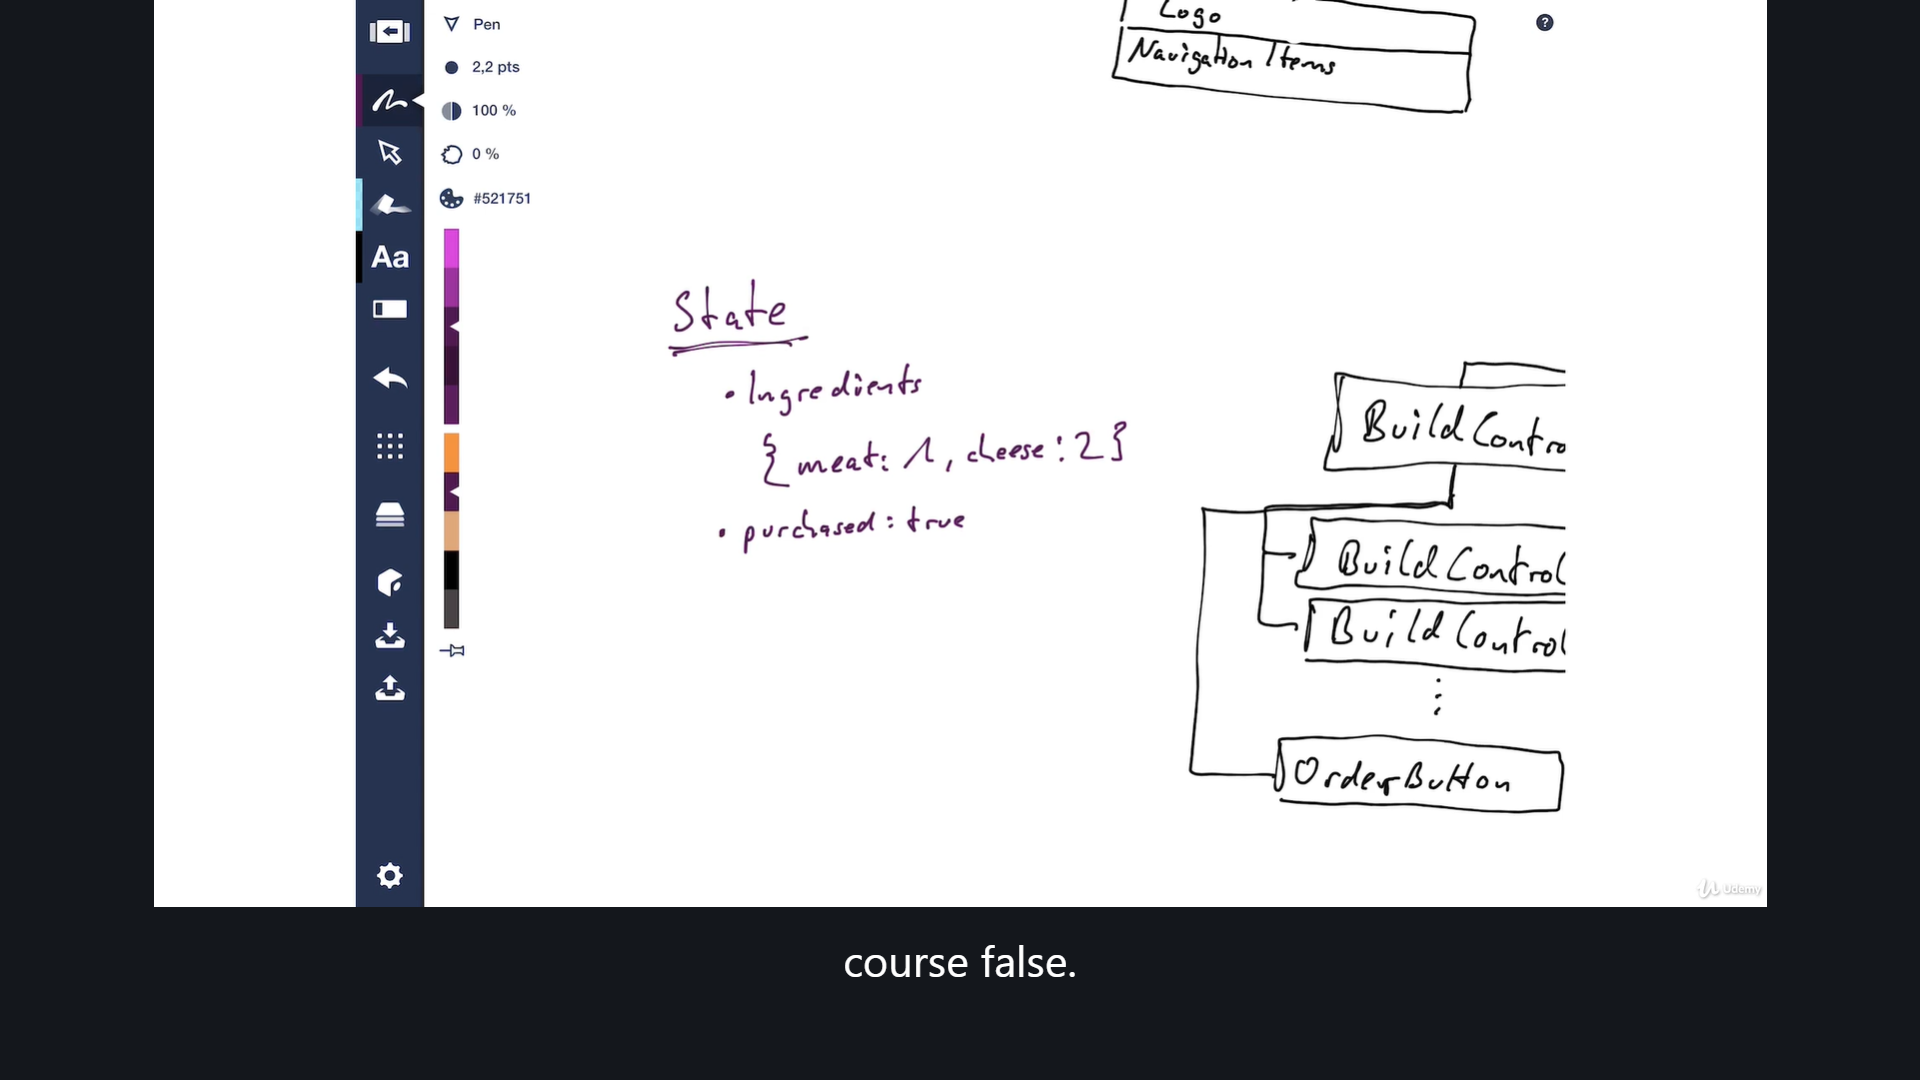 Pen
2,2 pts
100 %
0 %
#521751
Aa
?
Logo
Navigation Items
State
• Ingredients
{ meat: 1, cheese: 2 }
• purchased: true
Build Contro
Build Control
Build Control
⋮
OrderButton
Udemy
course false.